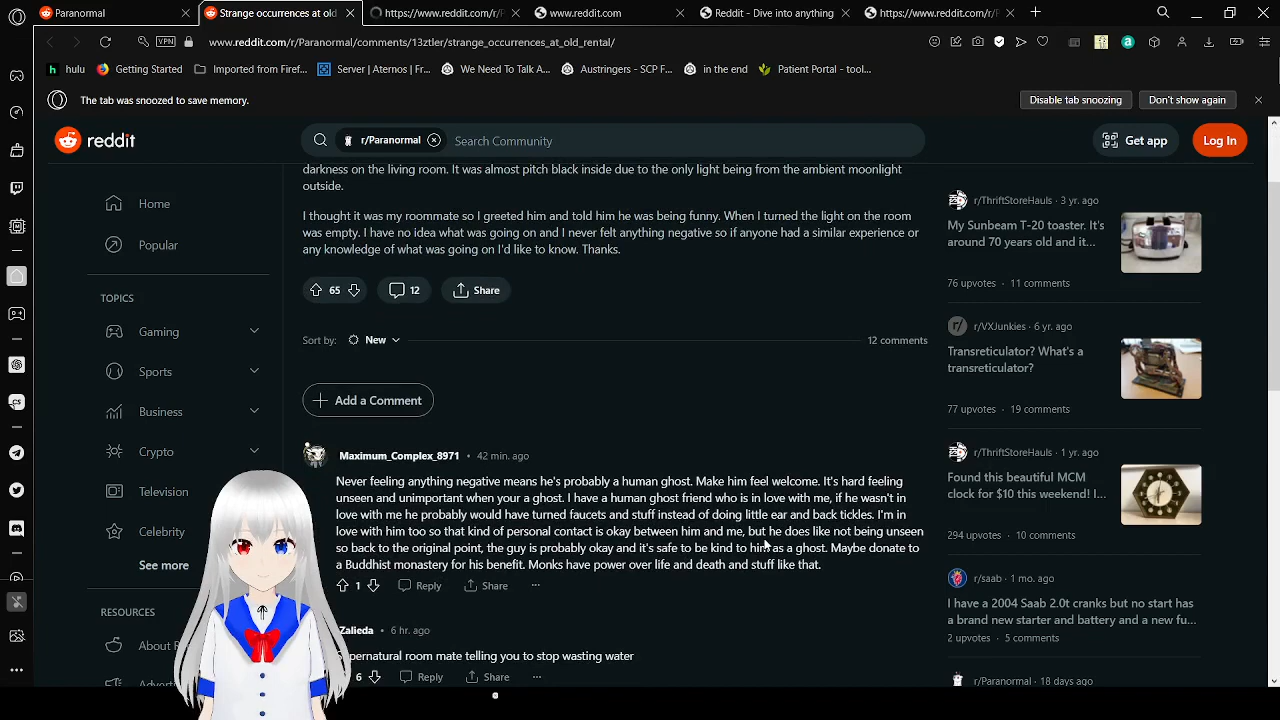 Paranormal
Strange occurrences at old
https://www.reddit.com/r/P
www.reddit.com
Reddit - Dive into anything
https://www.reddit.com/r/P
VPN
www.reddit.com/r/Paranormal/comments/13ztler/strange_occurrences_at_old_rental/
hulu
Getting Started
Imported from Firef...
Server | Aternos | Fr...
We Need To Talk A...
Austringers - SCP F...
in the end
Patient Portal - tool...
The tab was snoozed to save memory.
Disable tab snoozing
Don't show again
reddit
r/Paranormal
Search Community
Get app
Log In
Home
Popular
TOPICS
Gaming
Sports
Business
Crypto
Television
Celebrity
See more
RESOURCES
About R
Adverti
darkness on the living room. It was almost pitch black inside due to the only light being from the ambient moonlight
outside.
I thought it was my roommate so I greeted him and told him he was being funny. When I turned the light on the room
was empty. I have no idea what was going on and I never felt anything negative so if anyone had a similar experience or
any knowledge of what was going on I'd like to know. Thanks.
65
12
Share
Sort by:
New
12 comments
Add a Comment
Maximum_Complex_8971 • 42 min. ago
Never feeling anything negative means he's probably a human ghost. Make him feel welcome. It's hard feeling
unseen and unimportant when your a ghost. I have a human ghost friend who is in love with me, if he wasn't in
love with me he probably would have turned faucets and stuff instead of doing little ear and back tickles. I'm in
love with him too so that kind of personal contact is okay between him and me, but he does like not being unseen
so back to the original point, the guy is probably okay and it's safe to be kind to him as a ghost. Maybe donate to
a Buddhist monastery for his benefit. Monks have power over life and death and stuff like that.
1
Reply
Share
Zalieda • 6 hr. ago
pernatural room mate telling you to stop wasting water
6
Reply
Share
r/ThriftStoreHauls • 3 yr. ago
My Sunbeam T-20 toaster. It's
around 70 years old and it...
76 upvotes • 11 comments
r/VXJunkies • 6 yr. ago
Transreticulator? What's a
transreticulator?
77 upvotes • 19 comments
r/ThriftStoreHauls • 1 yr. ago
Found this beautiful MCM
clock for $10 this weekend! I...
294 upvotes • 10 comments
r/saab • 1 mo. ago
I have a 2004 Saab 2.0t cranks but no start has
a brand new starter and battery and a new fu...
2 upvotes • 5 comments
r/Paranormal • 18 days ago